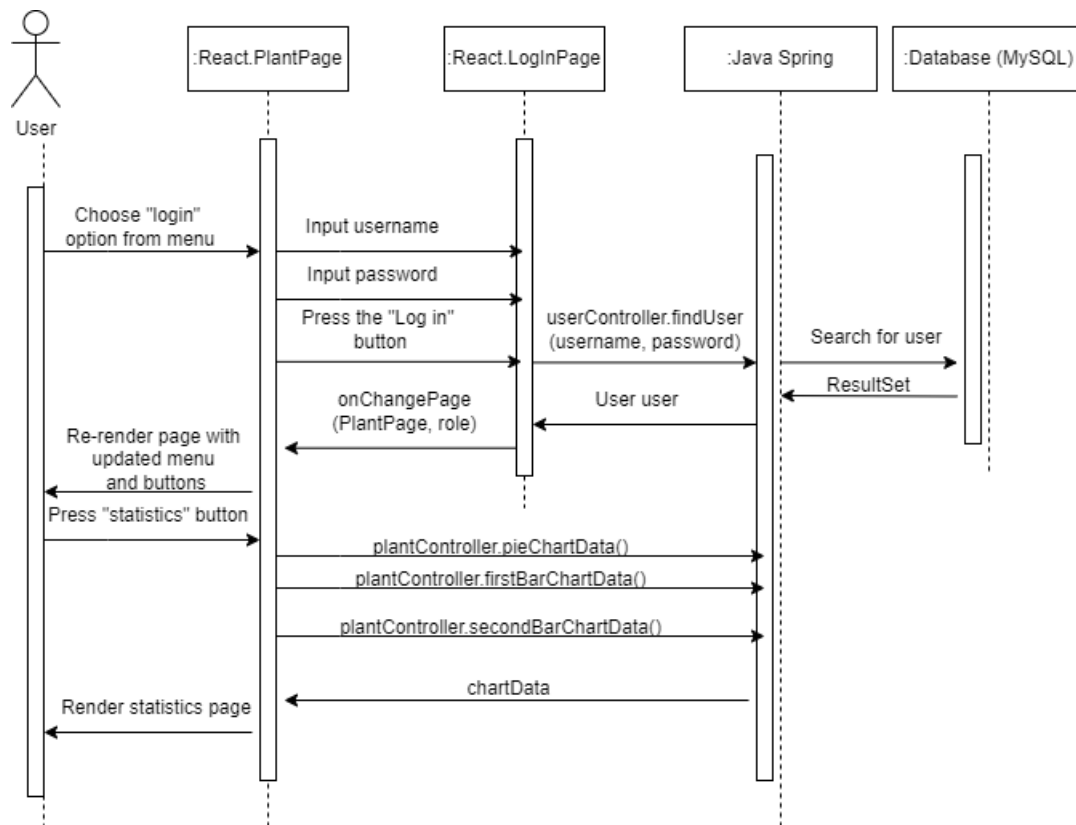 :React.PlantPage
:React.LogInPage
:Java Spring
:Database (MySQL)
User
Choose "login"
option from menu
Input username
Input password
Press the "Log in"
button
userController.findUser
(username, password)
Search for user
ResultSet
User user
onChangePage
(PlantPage, role)
Re-render page with
updated menu
and buttons
Press "statistics" button
plantController.pieChartData()
plantController.firstBarChartData()
plantController.secondBarChartData()
chartData
Render statistics page